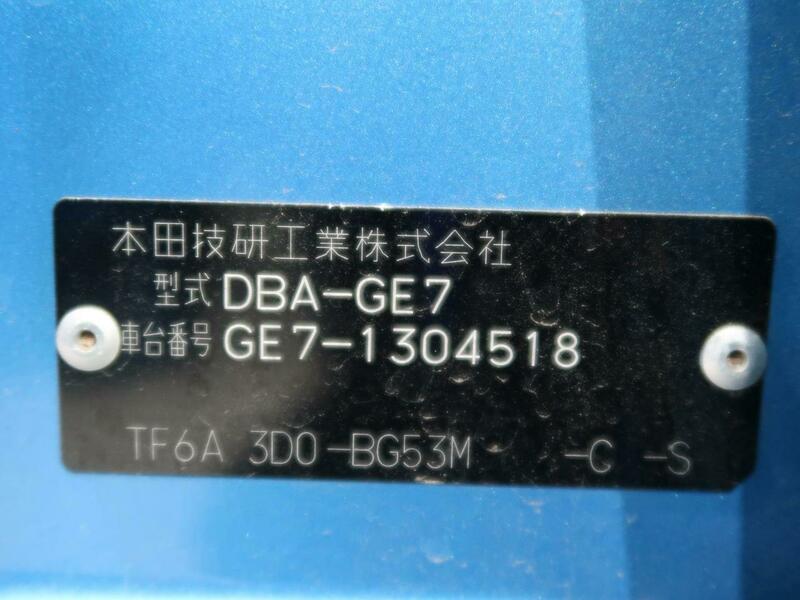 本田技研工業株式会社
型式 DBA-GE7
車台番号 GE7-1304518
TF6A 3D0-BG53M -C -S